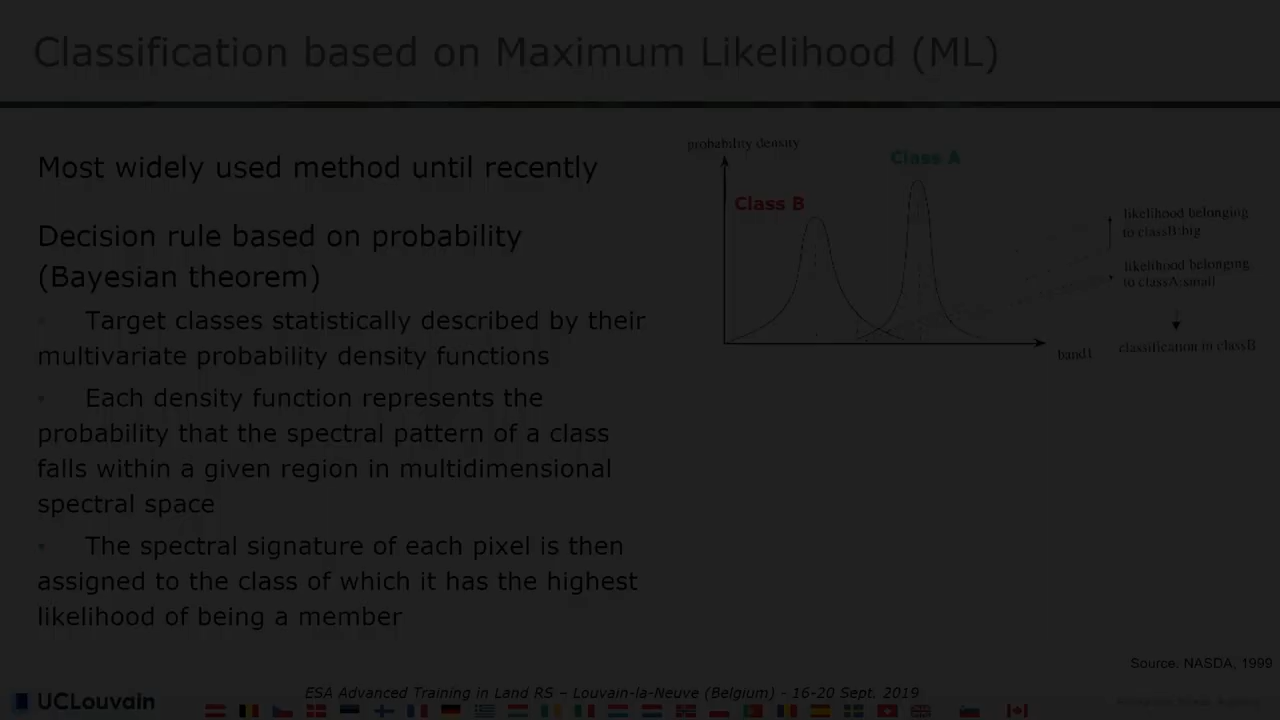 Classification based on Maximum Likelihood (ML)
Most widely used method until recently
Decision rule based on probability
(Bayesian theorem)
• Target classes statistically described by their
multivariate probability density functions
• Each density function represents the
probability that the spectral pattern of a class
falls within a given region in multidimensional
spectral space
• The spectral signature of each pixel is then
assigned to the class of which it has the highest
likelihood of being a member
probability density
Class A
Class B
likelihood belonging
to classB:big
likelihood belonging
to classA:small
classification in classB
band1
Source: NASDA, 1999
UCLouvain
ESA Advanced Training in Land RS – Louvain-la-Neuve (Belgium) - 16-20 Sept. 2019